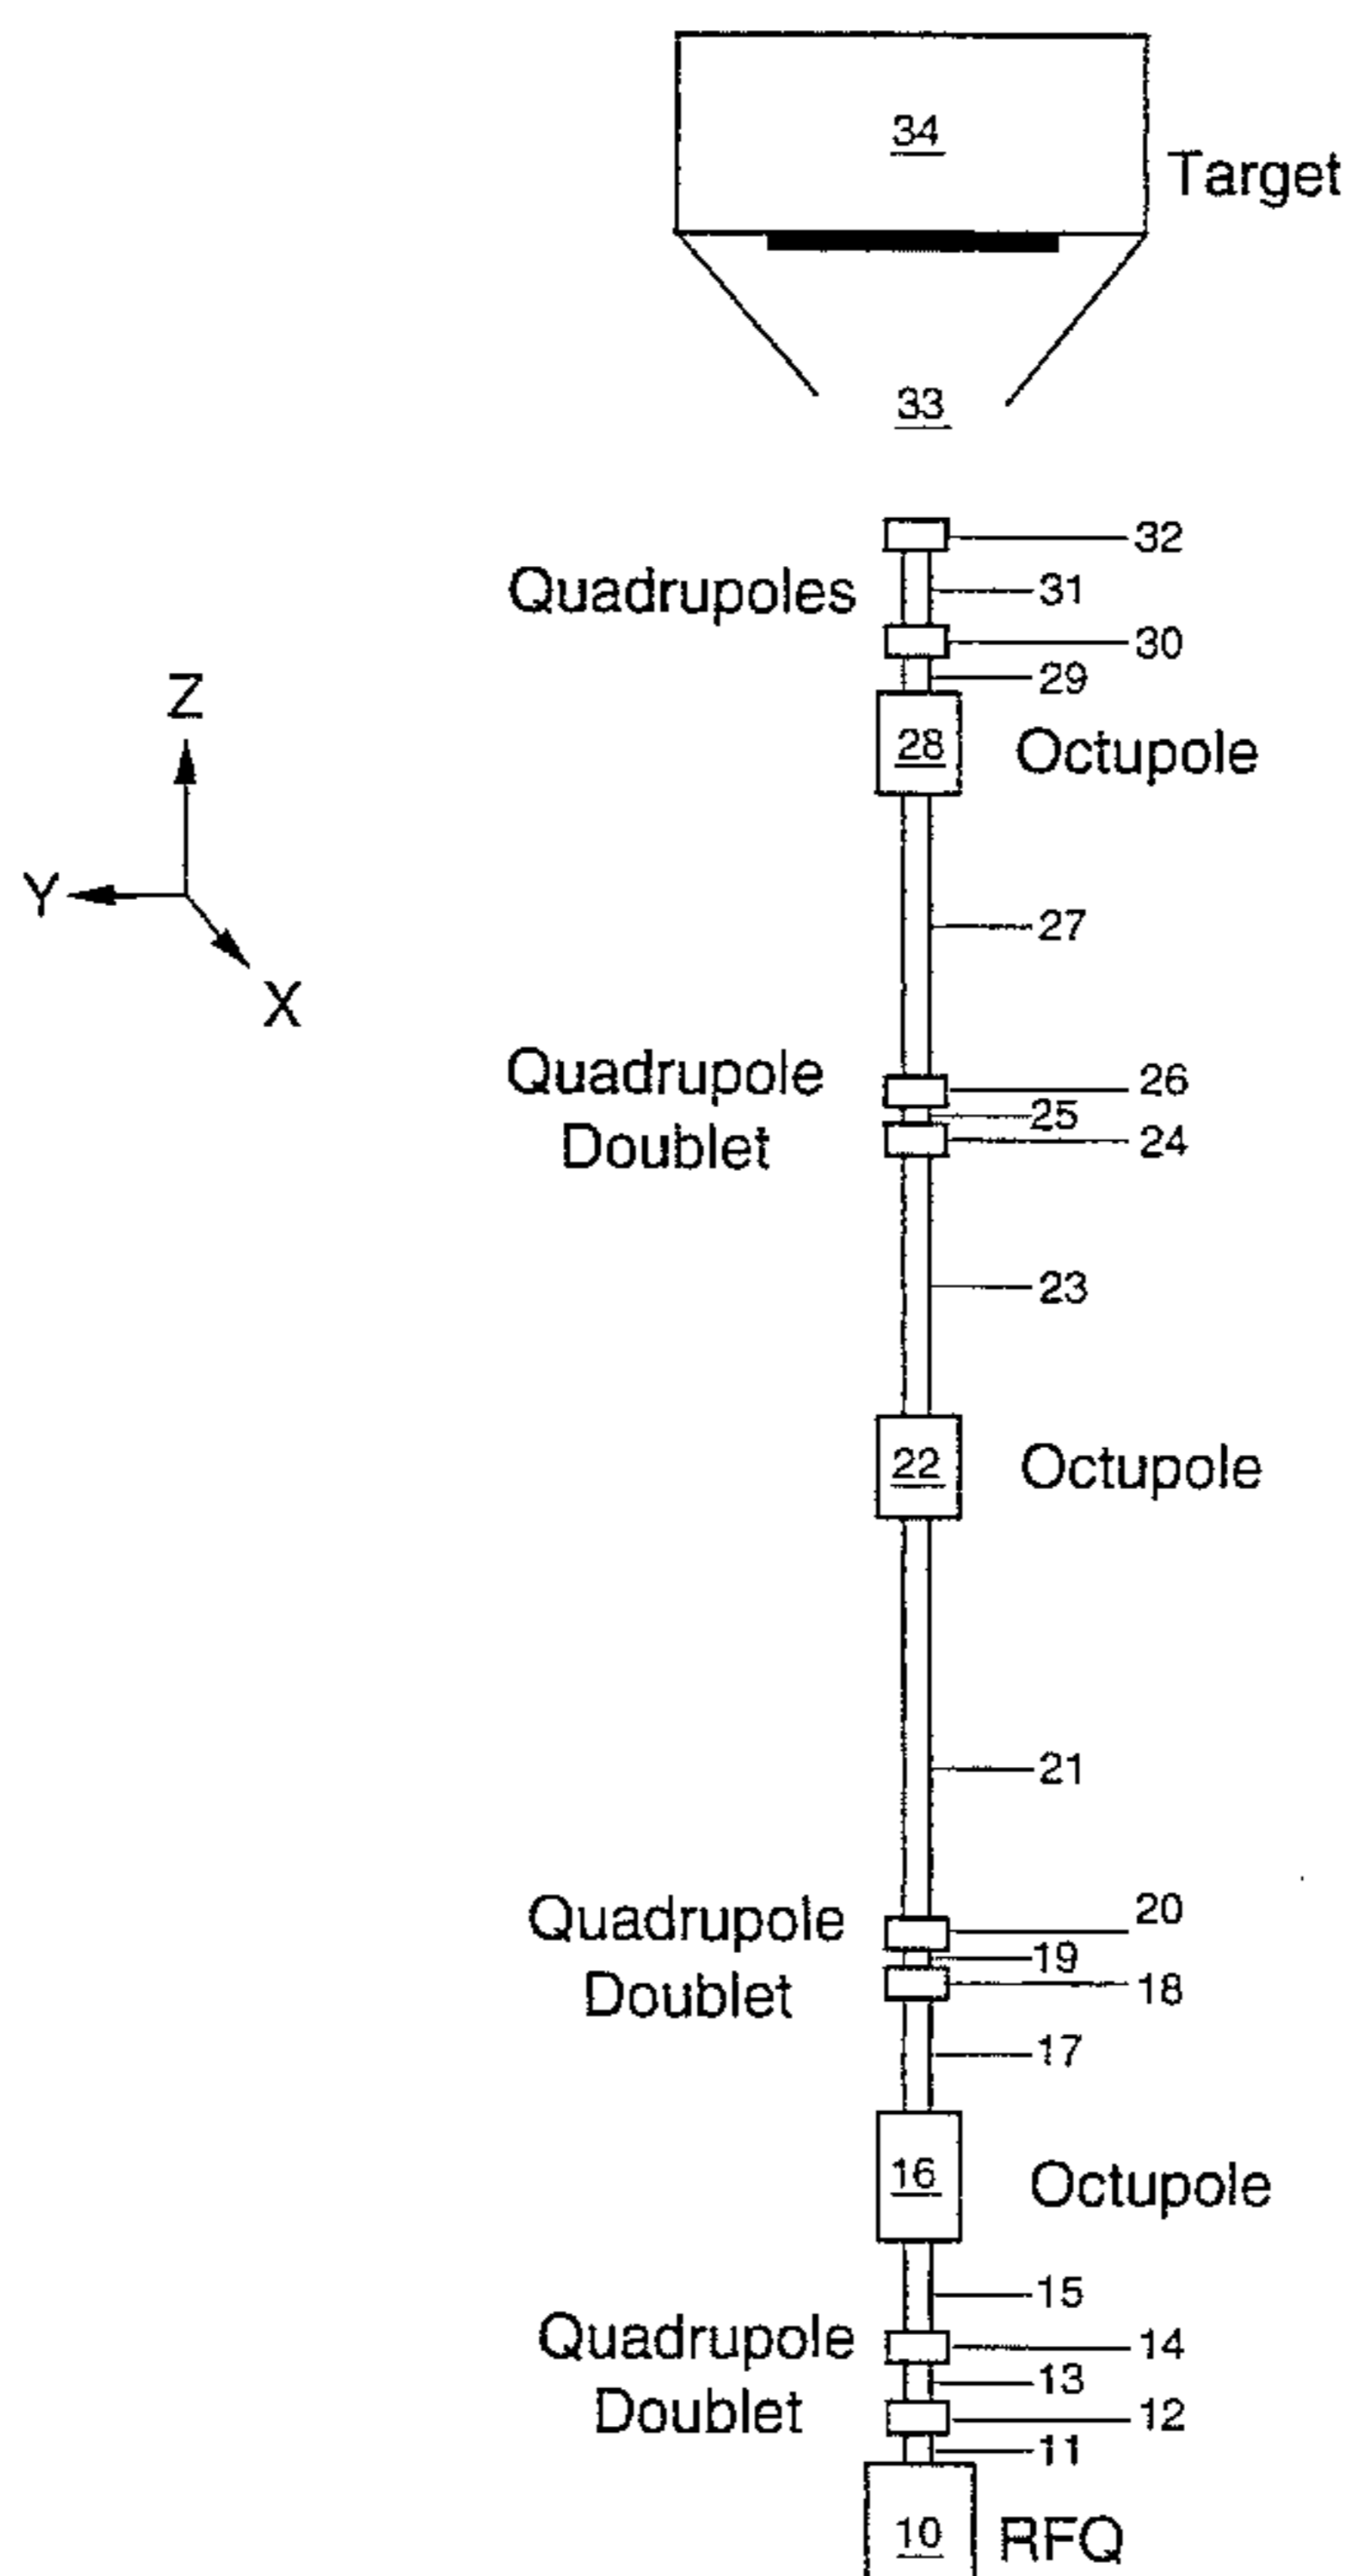 34
Target
33
32
Quadrupoles
31
30
29
Z
28
Octupole
Y
27
X
Quadrupole
Doublet
26
25
24
23
22
Octupole
21
Quadrupole
Doublet
20
19
18
17
16
Octupole
15
Quadrupole
Doublet
14
13
12
11
10
RFQ